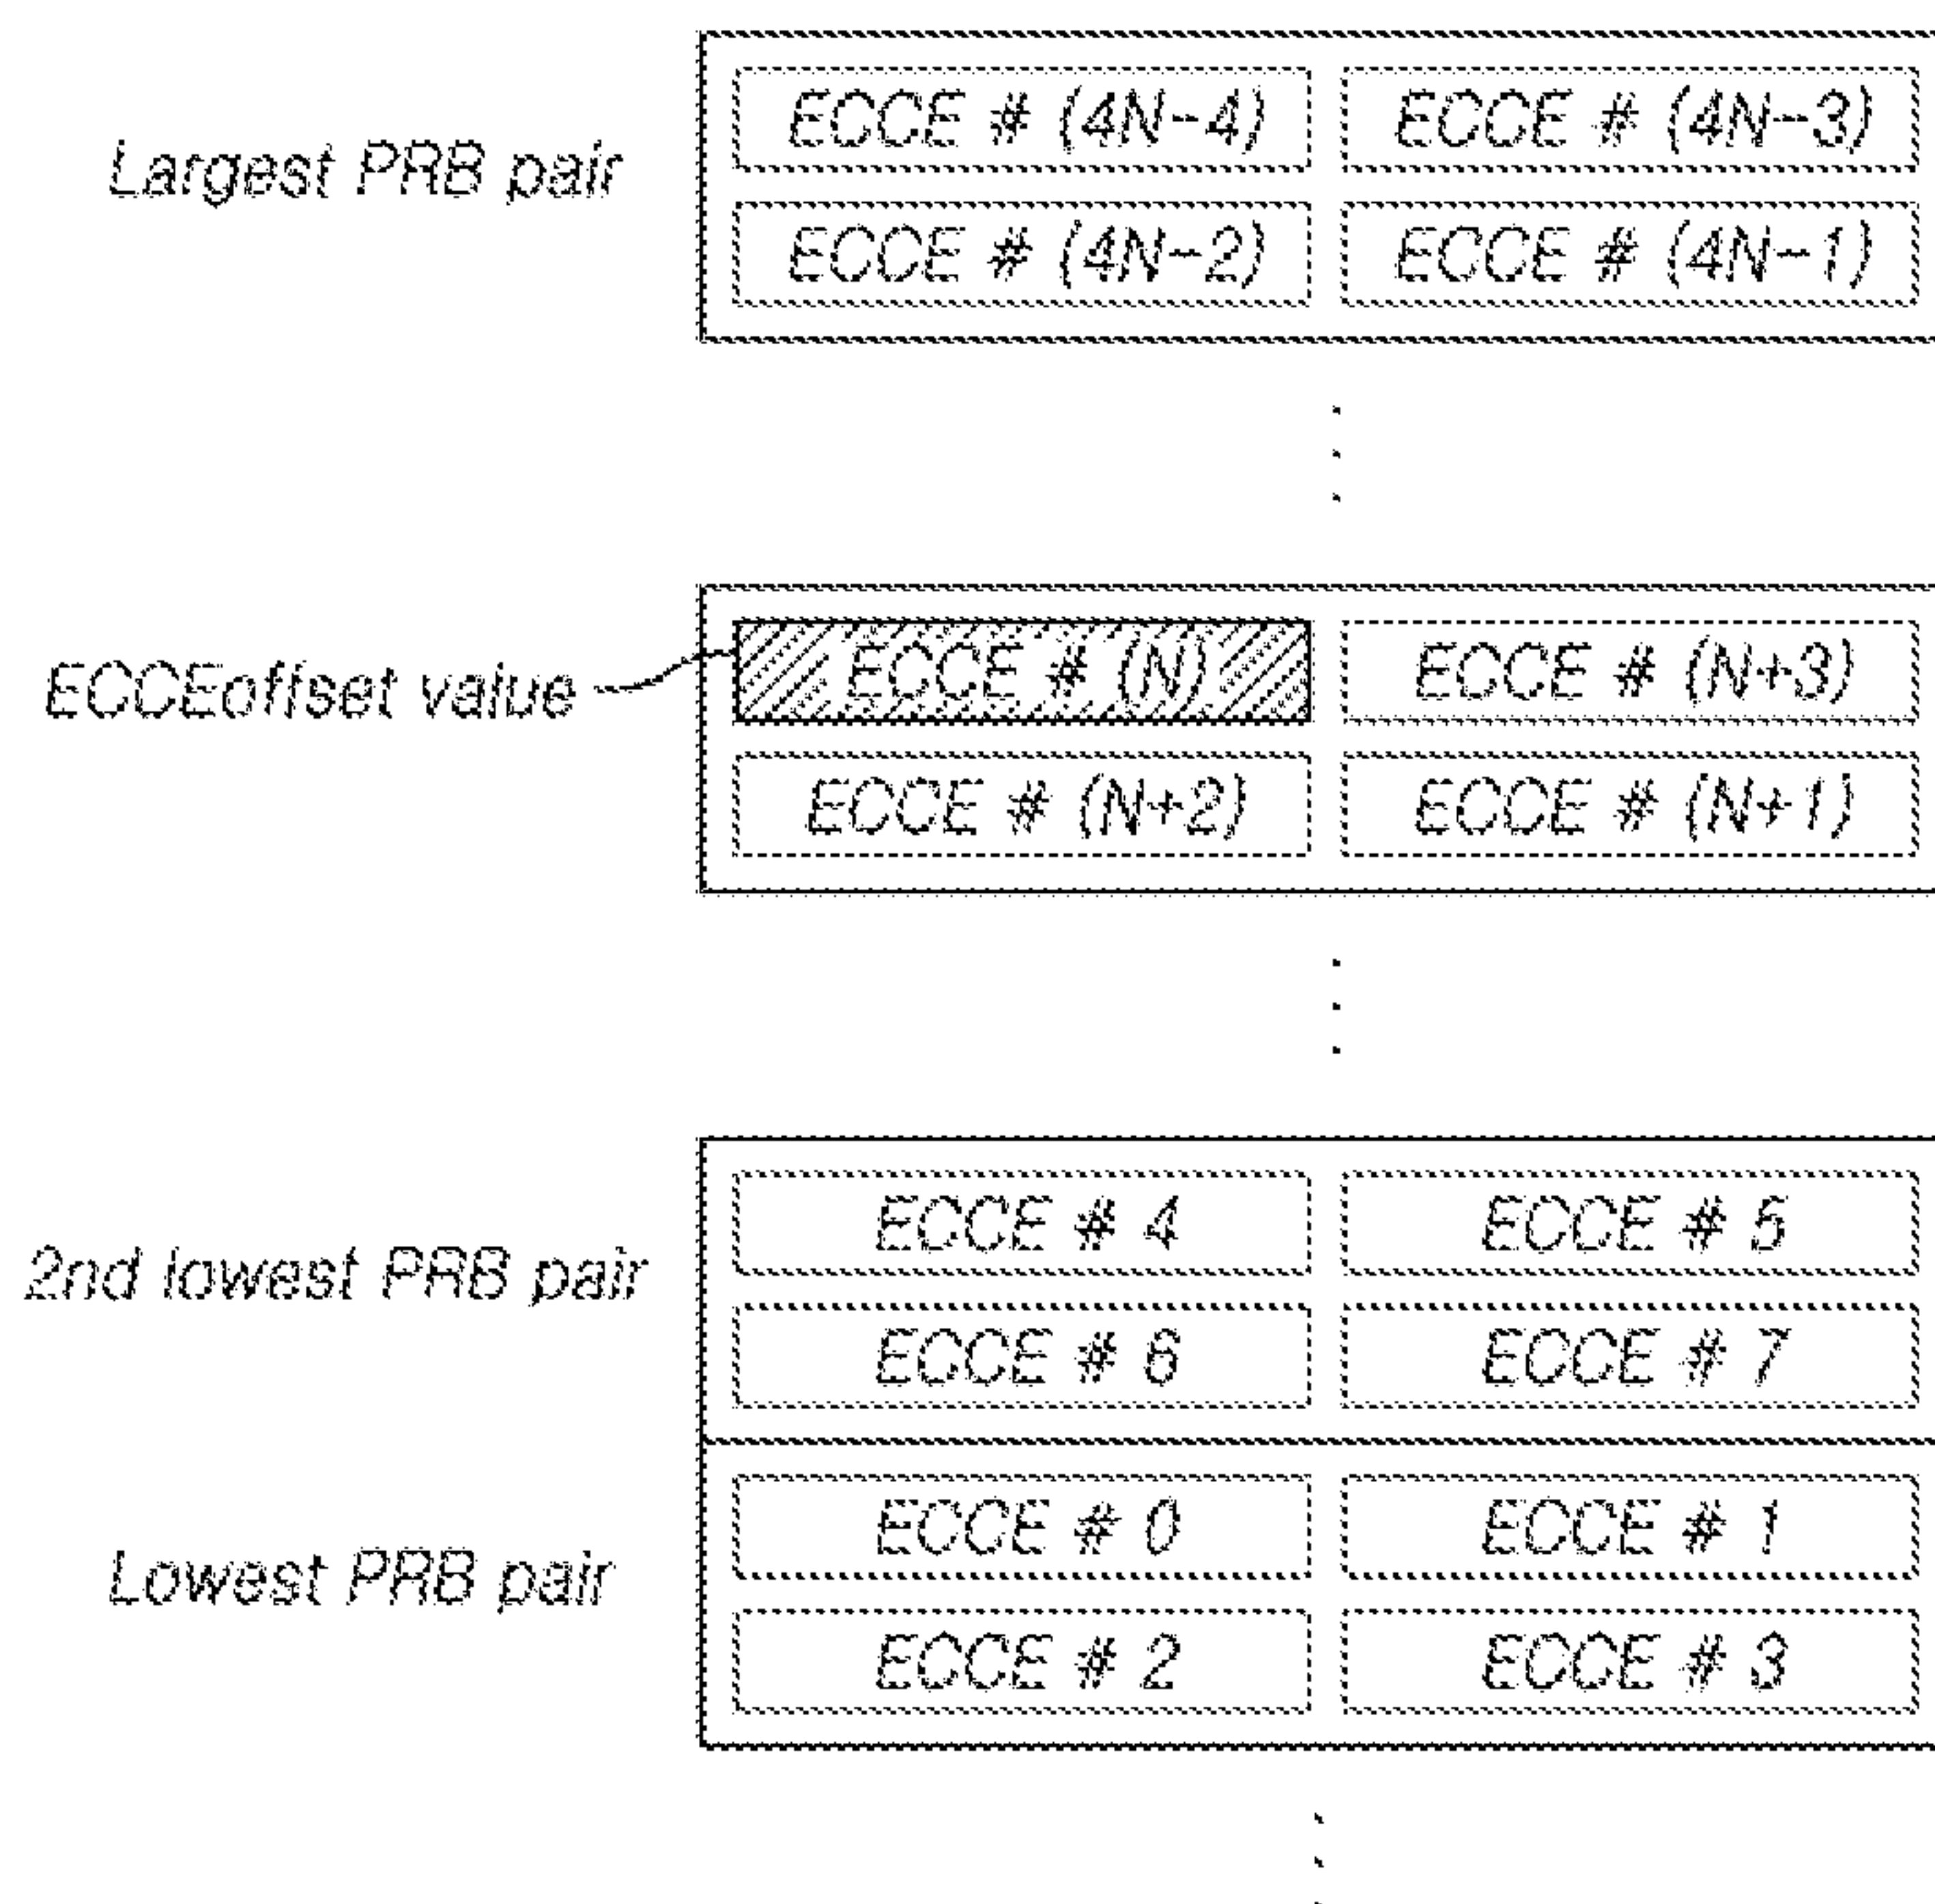 Largest PRB pair
ECCE # (4N-4) ECCE # (4N-3)
ECCE # (4N-2) ECCE # (4N-1)
ECCEoffset value
ECCE # (N) ECCE # (N+3)
ECCE # (N+2) ECCE # (N+1)
2nd lowest PRB pair
ECCE # 4 ECCE # 5
ECCE # 6 ECCE # 7
Lowest PRB pair
ECCE # 0 ECCE # 1
ECCE # 2 ECCE # 3